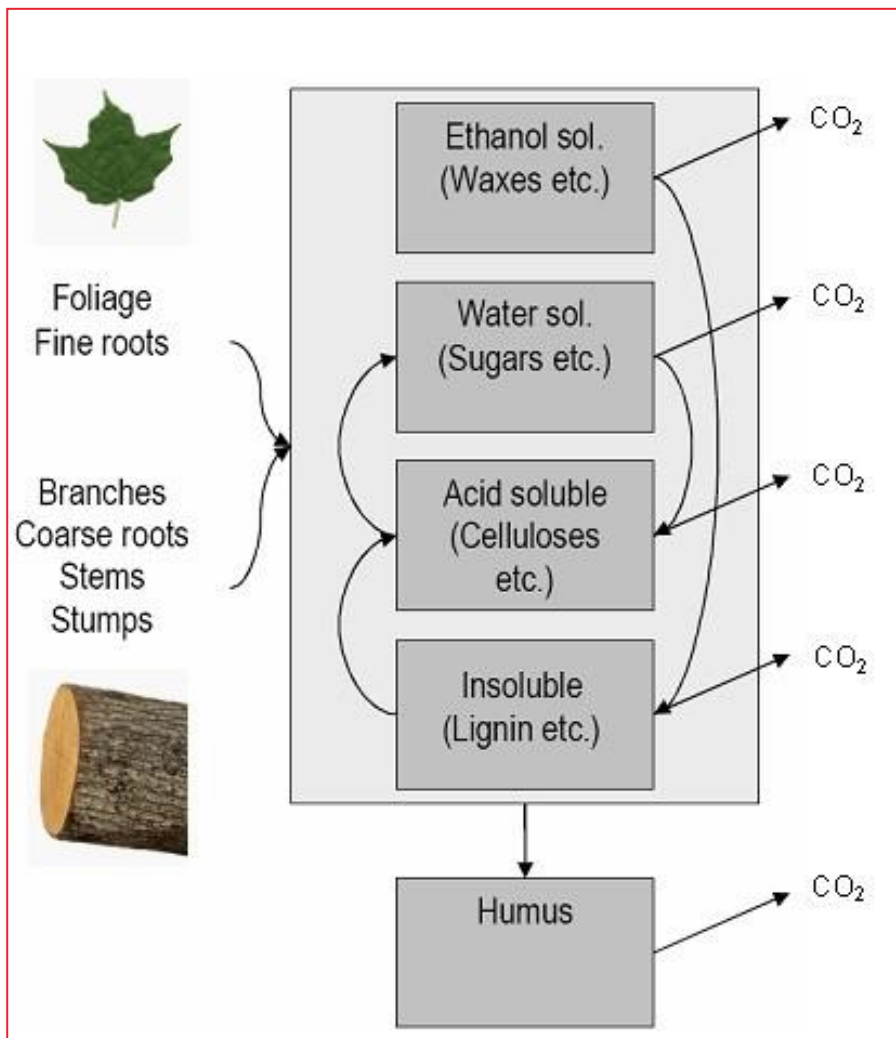 Ethanol sol.
(Waxes etc.)
CO₂
Water sol.
(Sugars etc.)
CO₂
Foliage
Fine roots
Acid soluble
(Celluloses
etc.)
CO₂
Branches
Coarse roots
Stems
Stumps
Insoluble
(Lignin etc.)
CO₂
Humus
CO₂